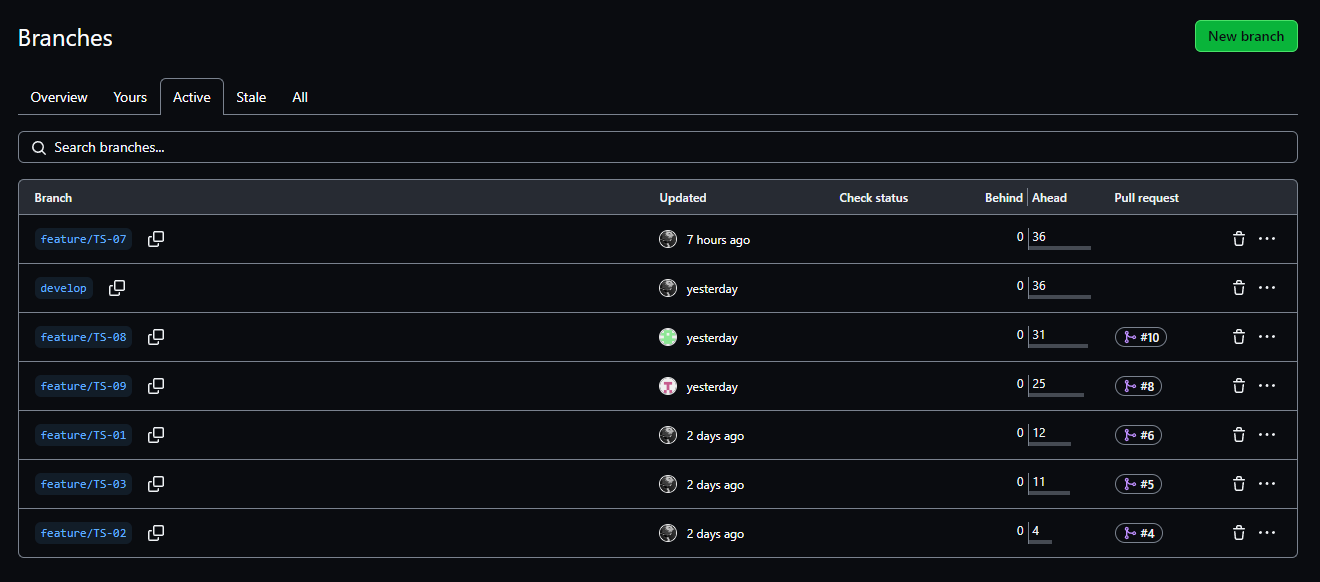 Branches
New branch
Overview Yours Active Stale All
Search branches...
Branch Updated Check status Behind Ahead Pull request
feature/TS-07 7 hours ago 0 36
develop yesterday 0 36
feature/TS-08 yesterday 0 31 #10
feature/TS-09 yesterday 0 25 #8
feature/TS-01 2 days ago 0 12 #6
feature/TS-03 2 days ago 0 11 #5
feature/TS-02 2 days ago 0 4 #4